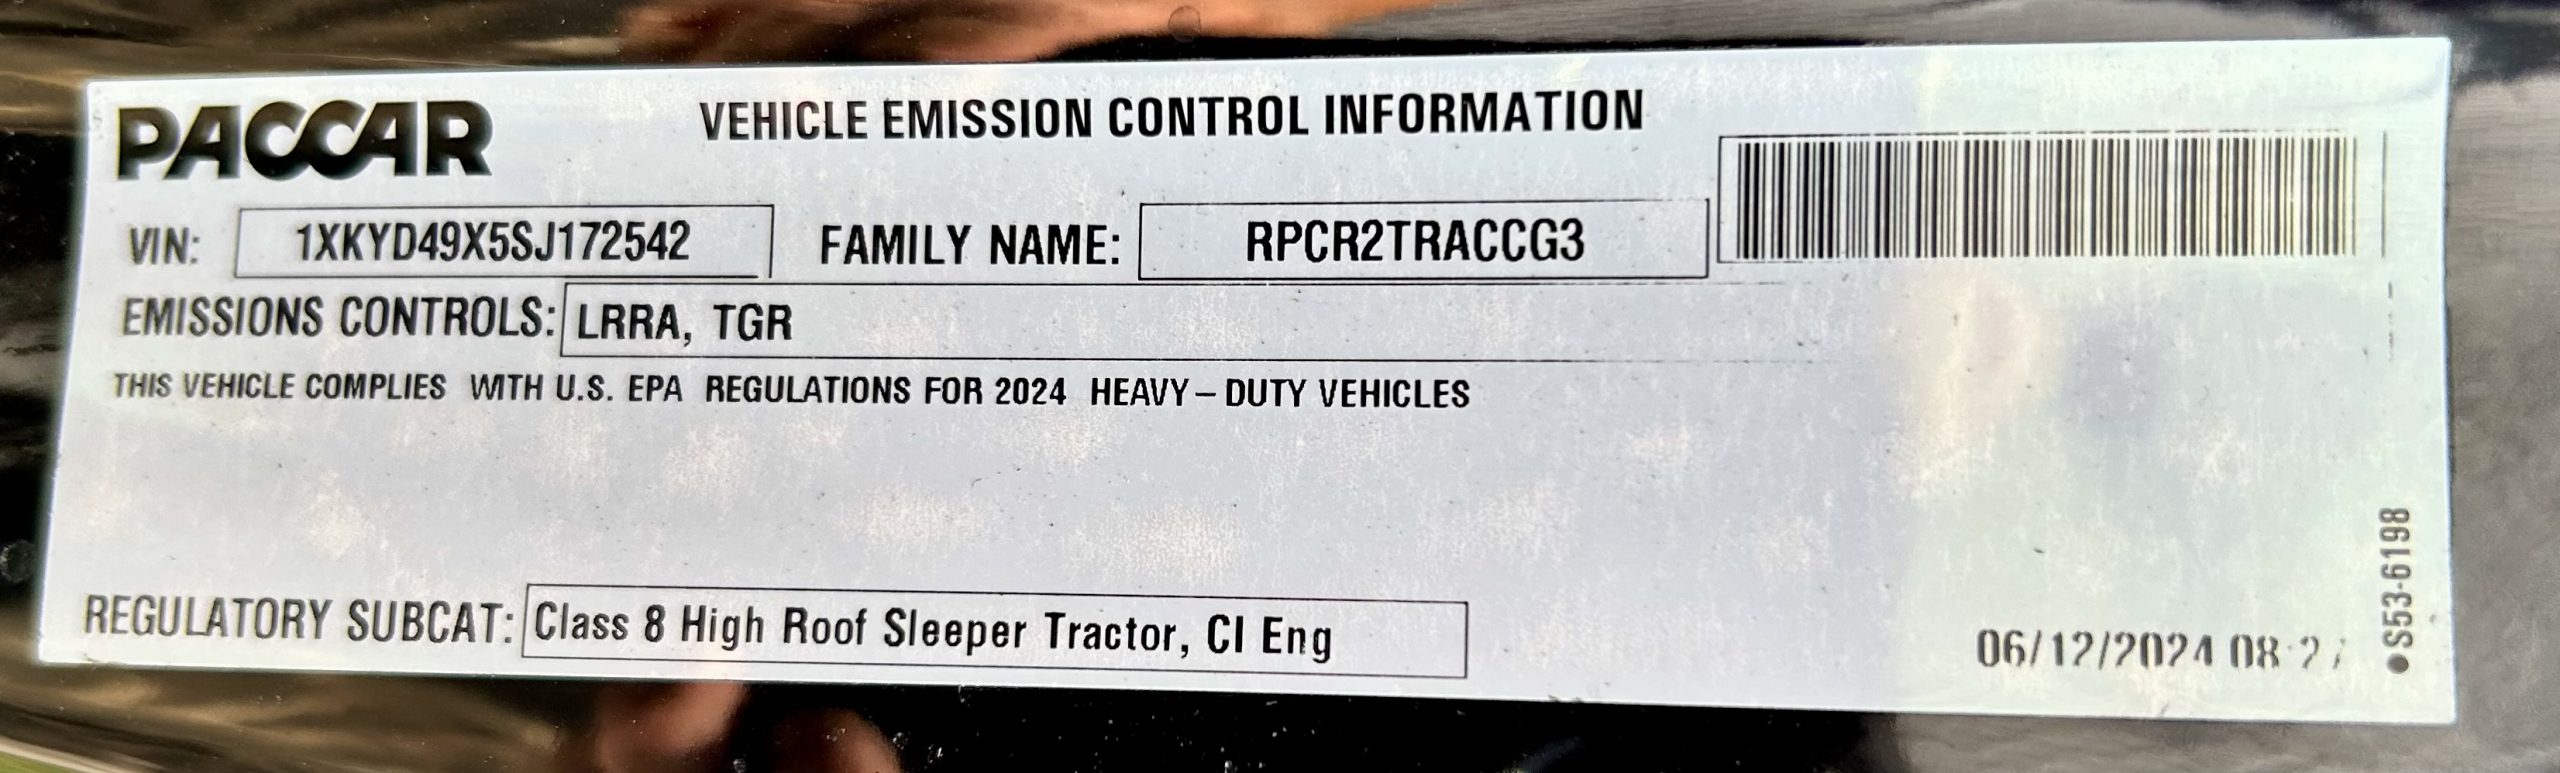 PACCAR
VEHICLE EMISSION CONTROL INFORMATION
VIN: 1XKYD49X5SJ172542 FAMILY NAME: RPCR2TRACCG3
EMISSIONS CONTROLS: LRRA, TGR
THIS VEHICLE COMPLIES WITH U.S. EPA REGULATIONS FOR 2024 HEAVY-DUTY VEHICLES
REGULATORY SUBCAT: Class 8 High Roof Sleeper Tractor, CI Eng
06/12/2024
●S53-6198